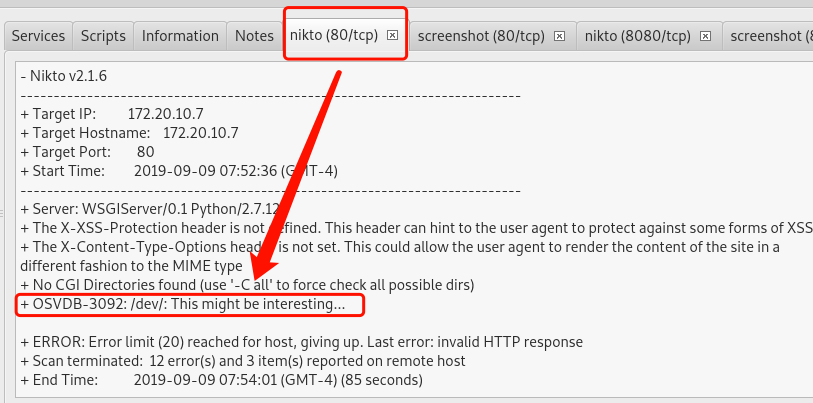 Services Scripts Information Notes nikto (80/tcp) screenshot (80/tcp) nikto (8080/tcp) screenshot (8
- Nikto v2.1.6
---------------------------------------------------------------------------
+ Target IP: 172.20.10.7
+ Target Hostname: 172.20.10.7
+ Target Port: 80
+ Start Time: 2019-09-09 07:52:36 (GMT-4)
---------------------------------------------------------------------------
+ Server: WSGIServer/0.1 Python/2.7.12
+ The X-XSS-Protection header is not defined. This header can hint to the user agent to protect against some forms of XSS
+ The X-Content-Type-Options header is not set. This could allow the user agent to render the content of the site in a
different fashion to the MIME type
+ No CGI Directories found (use '-C all' to force check all possible dirs)
+ OSVDB-3092: /dev/: This might be interesting...
+ ERROR: Error limit (20) reached for host, giving up. Last error: invalid HTTP response
+ Scan terminated: 12 error(s) and 3 item(s) reported on remote host
+ End Time: 2019-09-09 07:54:01 (GMT-4) (85 seconds)